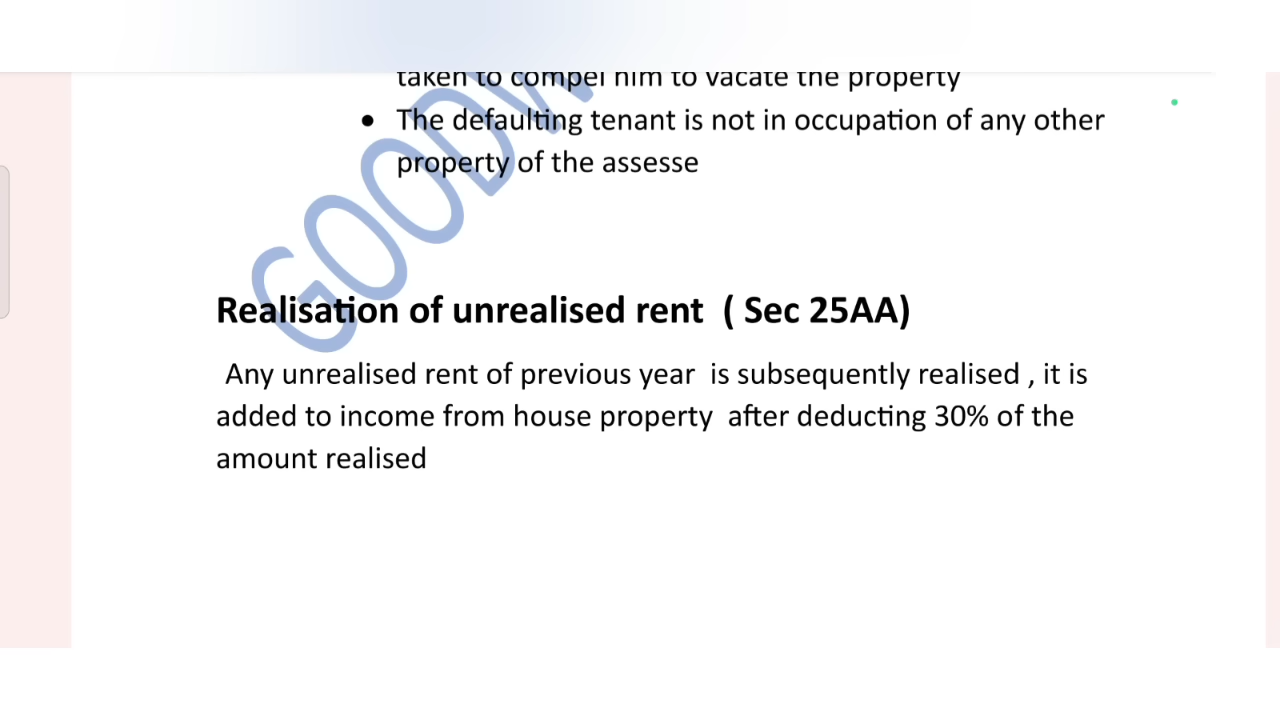 taken to compel him to vacate the property
• The defaulting tenant is not in occupation of any other
property of the assesse
GOODW
Realisation of unrealised rent ( Sec 25AA)
Any unrealised rent of previous year is subsequently realised , it is
added to income from house property after deducting 30% of the
amount realised